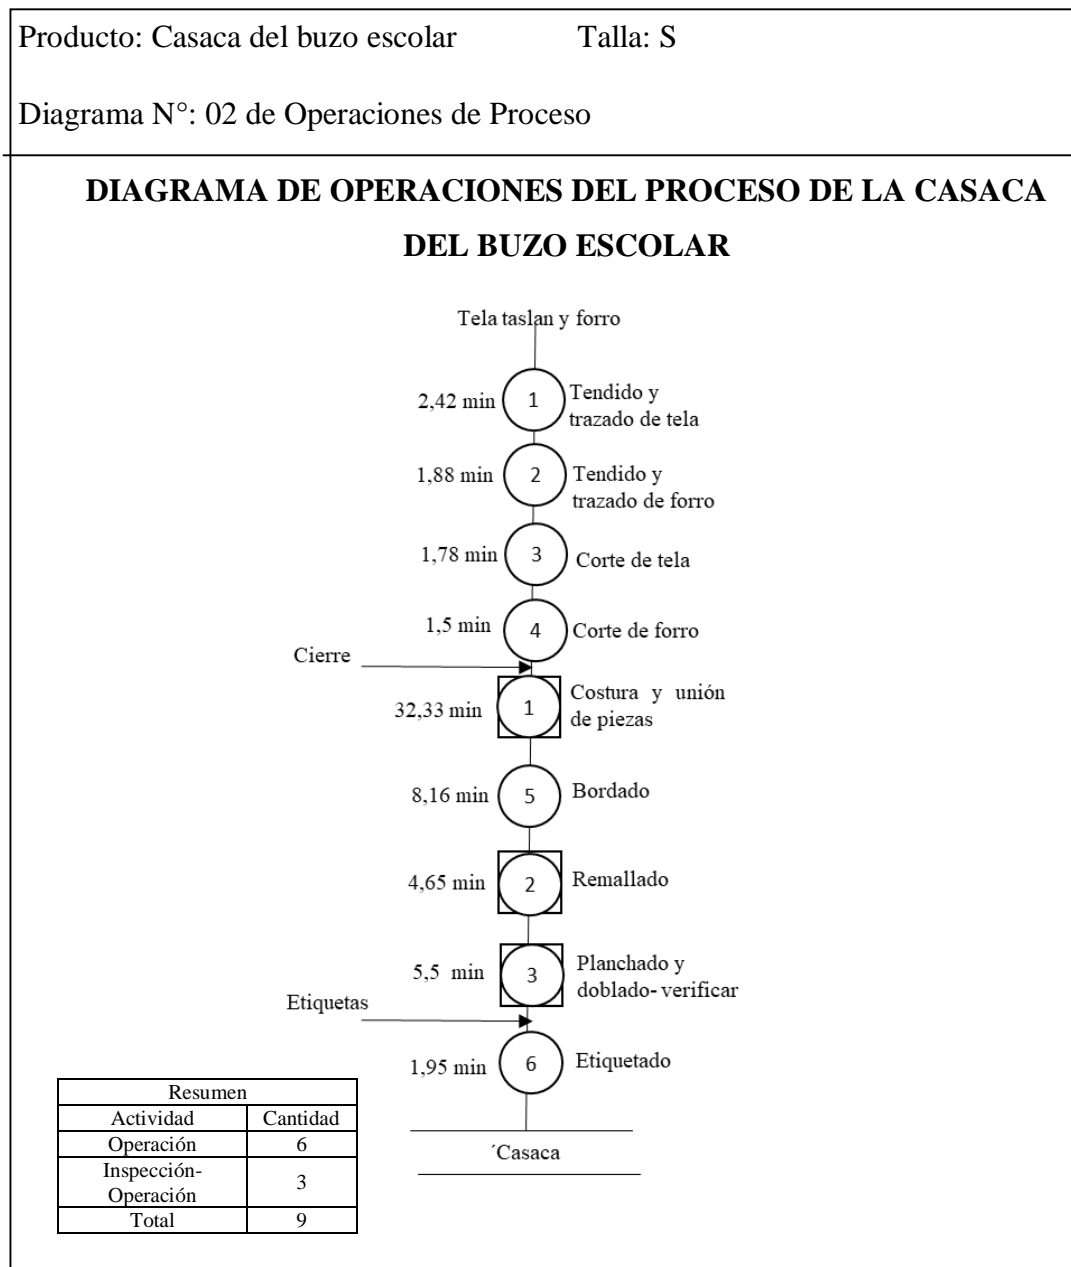 Producto: Casaca del buzo escolar Talla: S
Diagrama N°: 02 de Operaciones de Proceso
DIAGRAMA DE OPERACIONES DEL PROCESO DE LA CASACA
DEL BUZO ESCOLAR
Tela taslan y forro
2,42 min 1 Tendido y
trazado de tela
1,88 min 2 Tendido y
trazado de forro
1,78 min 3 Corte de tela
1,5 min 4 Corte de forro
Cierre
32,33 min 1 Costura y unión
de piezas
8,16 min 5 Bordado
4,65 min 2 Remallado
5,5 min 3 Planchado y
doblado- verificar
Etiquetas
1,95 min 6 Etiquetado
´Casaca
Resumen
Actividad Cantidad
Operación 6
Inspección-
Operación 3
Total 9